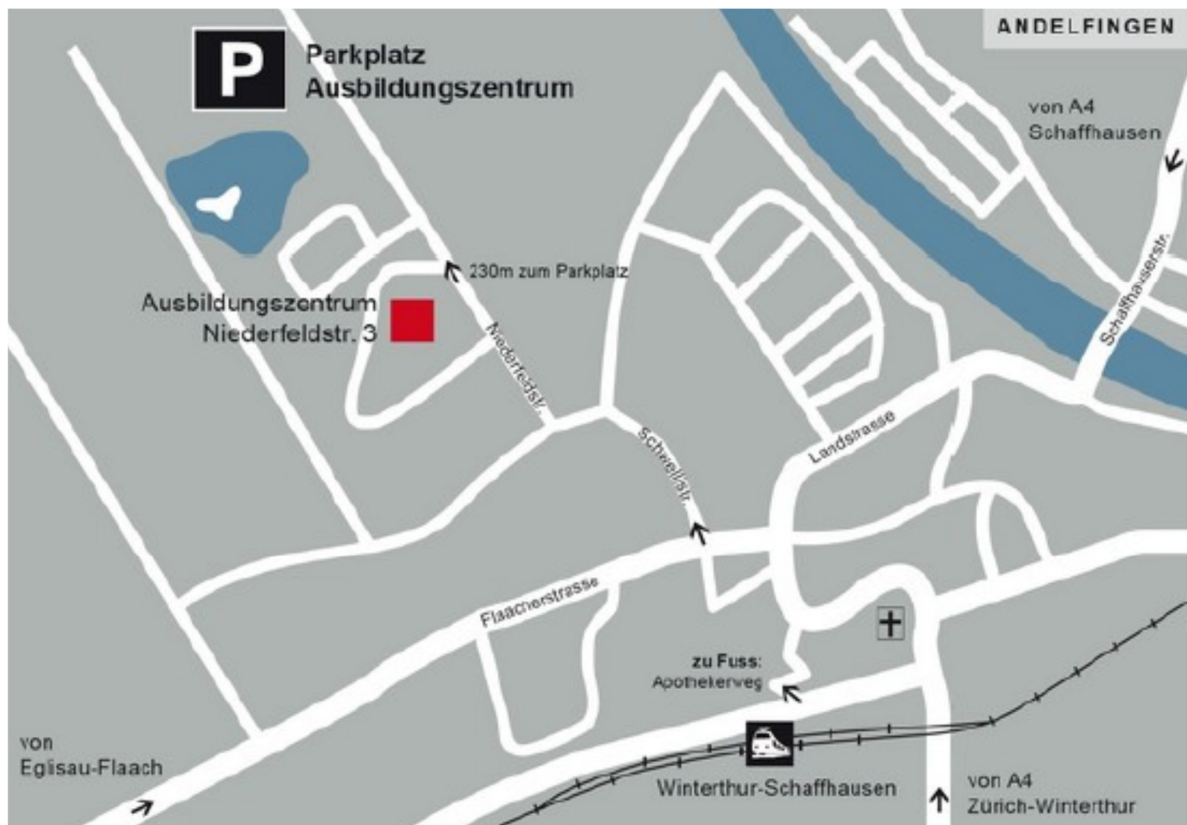 ANDELFINGEN
P
Parkplatz
Ausbildungszentrum
von A4
Schaffhausen
Schaffhauserstr.
230m zum Parkplatz
Ausbildungszentrum
Niederfeldstr. 3
Niederfeldstr.
Schwellstr.
Landstrasse
Flaacherstrasse
zu Fuss:
Apothekerweg
von
Eglisau-Flaach
Winterthur-Schaffhausen
von A4
Zürich-Winterthur